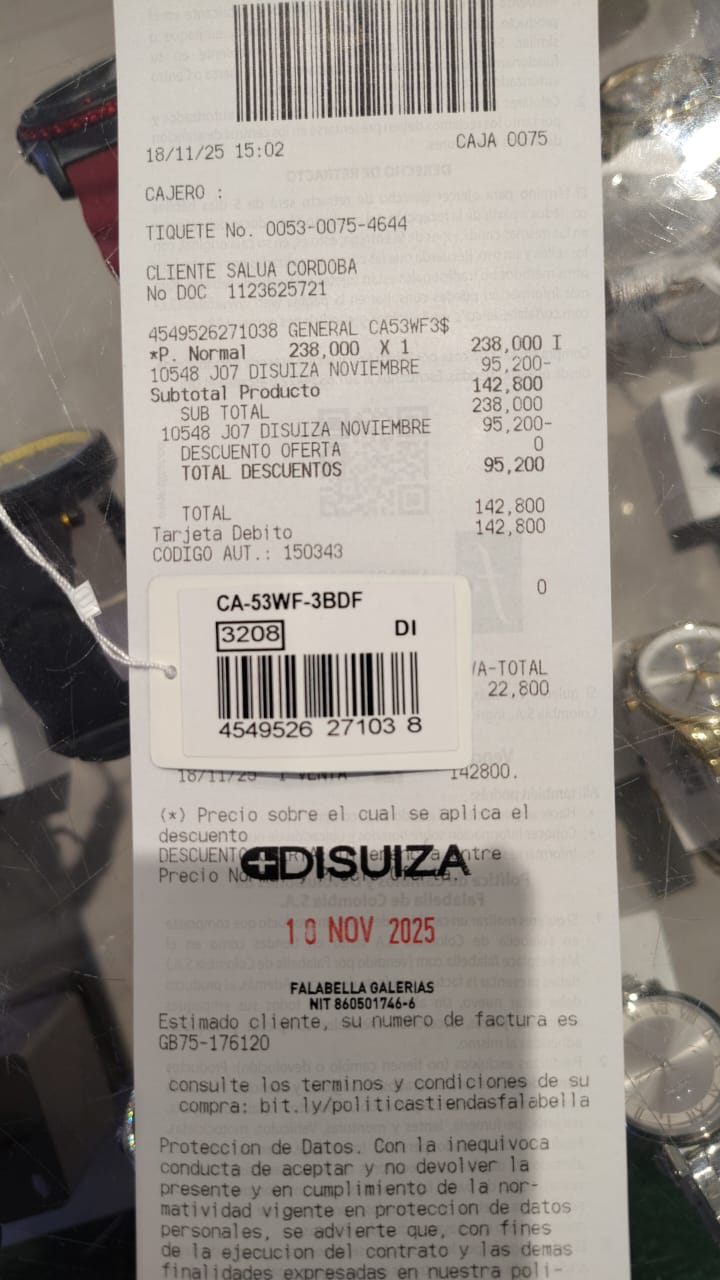 18/11/25 15:02 CAJA 0075
CAJERO :
TIQUETE No. 0053-0075-4644
CLIENTE SALUA CORDOBA
No DOC 1123625721
4549526271038 GENERAL CA53WF3$
*P. Normal 238,000 X 1 238,000 I
10548 J07 DISUIZA NOVIEMBRE 95,200-
Subtotal Producto 142,800
SUB TOTAL 238,000
10548 J07 DISUIZA NOVIEMBRE 95,200-
DESCUENTO OFERTA 0
TOTAL DESCUENTOS 95,200
TOTAL 142,800
Tarjeta Debito 142,800
CODIGO AUT.: 150343
0
CA-53WF-3BDF
3208 DI
4549526 27103 8
/A-TOTAL
22,800
18/11/25 1 VENTA 142800.
(*) Precio sobre el cual se aplica el
descuento
DESCUENTO entre
DISUIZA
Precio
10 NOV 2025
FALABELLA GALERIAS
NIT 860501746-6
Estimado cliente, su numero de factura es
GB75-176120
consulte los terminos y condiciones de su
compra: bit.ly/politicastiendasfalabella
Proteccion de Datos. Con la inequivoca
conducta de aceptar y no devolver la
presente y en cumplimiento de la nor-
matividad vigente en proteccion de datos
personales, se advierte que, con fines
de la ejecucion del contrato y las demas
finalidades expresadas en nuestra poli-